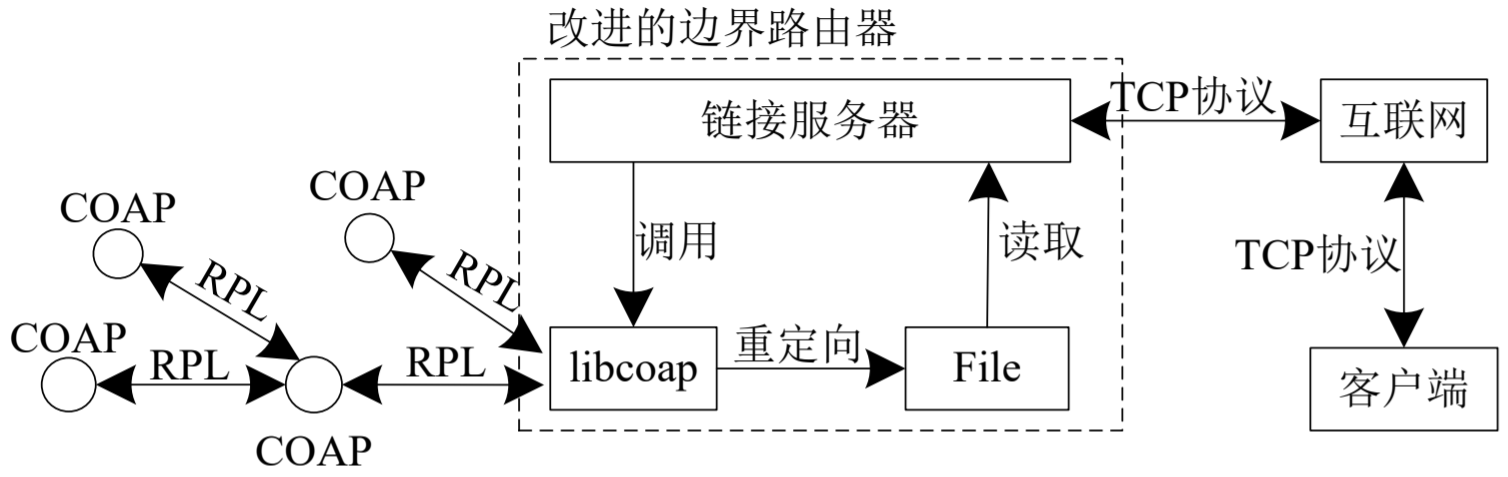 改进的边界路由器
链接服务器
TCP协议
互联网
COAP
COAP
RPL
RPL
调用
读取
TCP协议
COAP
RPL
RPL
libcoap
重定向
File
客户端
COAP